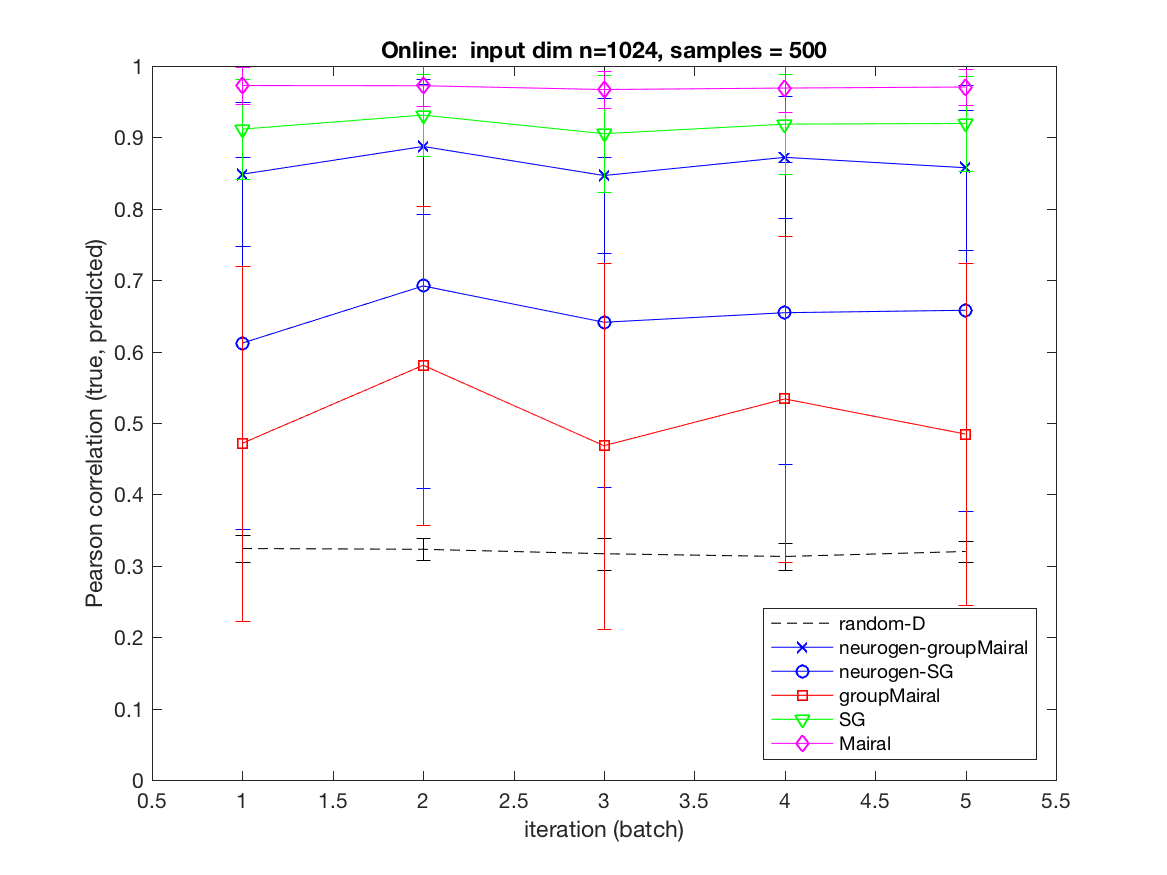 Online: input dim n=1024, samples = 500
Pearson correlation (true, predicted)
1
0.9
0.8
0.7
0.6
0.5
0.4
0.3
0.2
0.1
0
random-D
neurogen-groupMairal
neurogen-SG
groupMairal
SG
Mairal
0.5 1 1.5 2 2.5 3 3.5 4 4.5 5 5.5
iteration (batch)